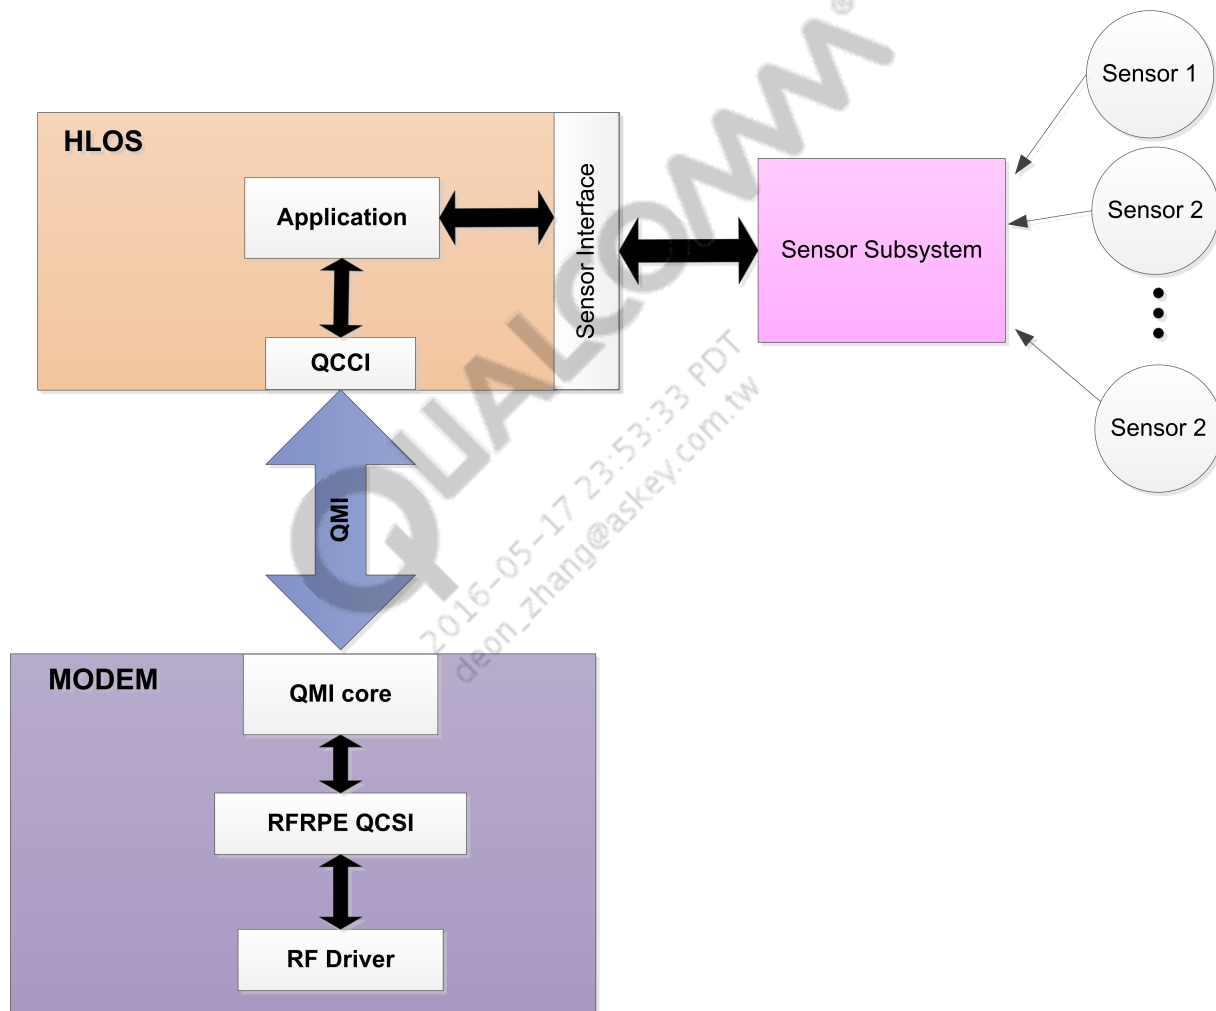 Sensor 1
HLOS
Sensor Interface
Application
Sensor 2
Sensor Subsystem
QCCI
Sensor 2
QMI
QUALCOMM®
2016-05-17 23:53:33 PDT
deon_zhang@askey.com.tw
MODEM
QMI core
RFRPE QCSI
RF Driver